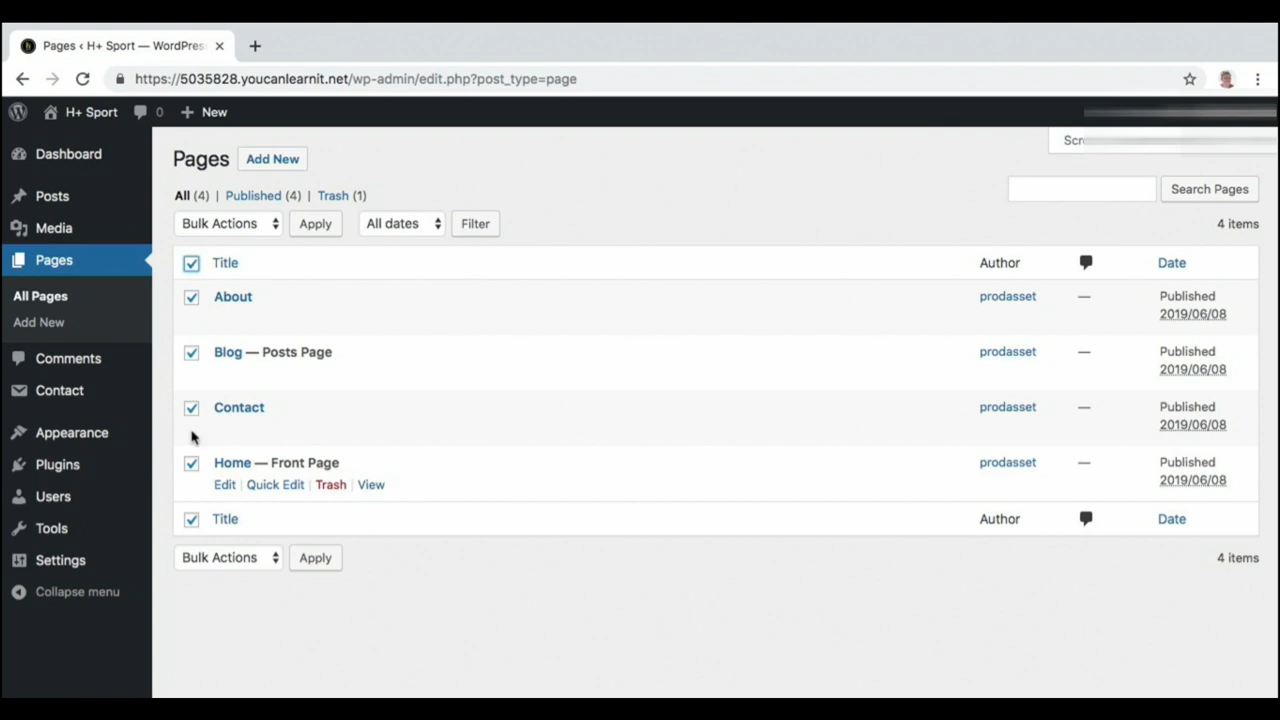 Pages ‹ H+ Sport — WordPres
https://5035828.youcanlearnit.net/wp-admin/edit.php?post_type=page
H+ Sport 0 New
Scr
Dashboard
Posts
Media
Pages
All Pages
Add New
Comments
Contact
Appearance
Plugins
Users
Tools
Settings
Collapse menu
Pages Add New
All (4) | Published (4) | Trash (1)
Search Pages
Bulk Actions Apply All dates Filter 4 items
Title Author Date
About prodasset — Published
2019/06/08
Blog — Posts Page prodasset — Published
2019/06/08
Contact prodasset — Published
2019/06/08
Home — Front Page prodasset — Published
Edit | Quick Edit | Trash | View 2019/06/08
Title Author Date
Bulk Actions Apply 4 items